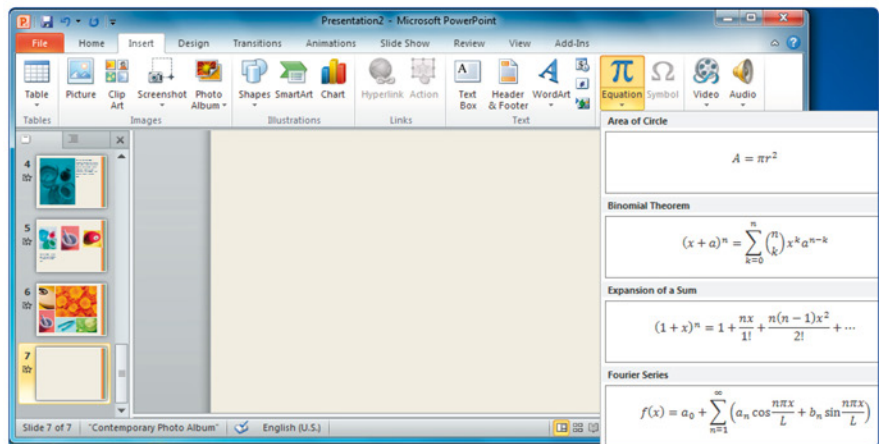 Presentation2 - Microsoft PowerPoint
File Home Insert Design Transitions Animations Slide Show Review View Add-Ins
Table Picture Clip Art Screenshot Photo Album Shapes SmartArt Chart Hyperlink Action Text Box Header & Footer WordArt Equation Symbol Video Audio
Tables Images Illustrations Links Text
Area of Circle
A = πr²
Binomial Theorem
(x + a)ⁿ = ∑ₖ₌₀ⁿ (n k) xᵏaⁿ⁻ᵏ
Expansion of a Sum
(1 + x)ⁿ = 1 + nx/1! + n(n − 1)x²/2! + ⋯
Fourier Series
f(x) = a₀ + ∑ₙ₌₁^∞ (aₙ cos nπx/L + bₙ sin nπx/L)
4
5
6
7
Slide 7 of 7 "Contemporary Photo Album" English (U.S.)